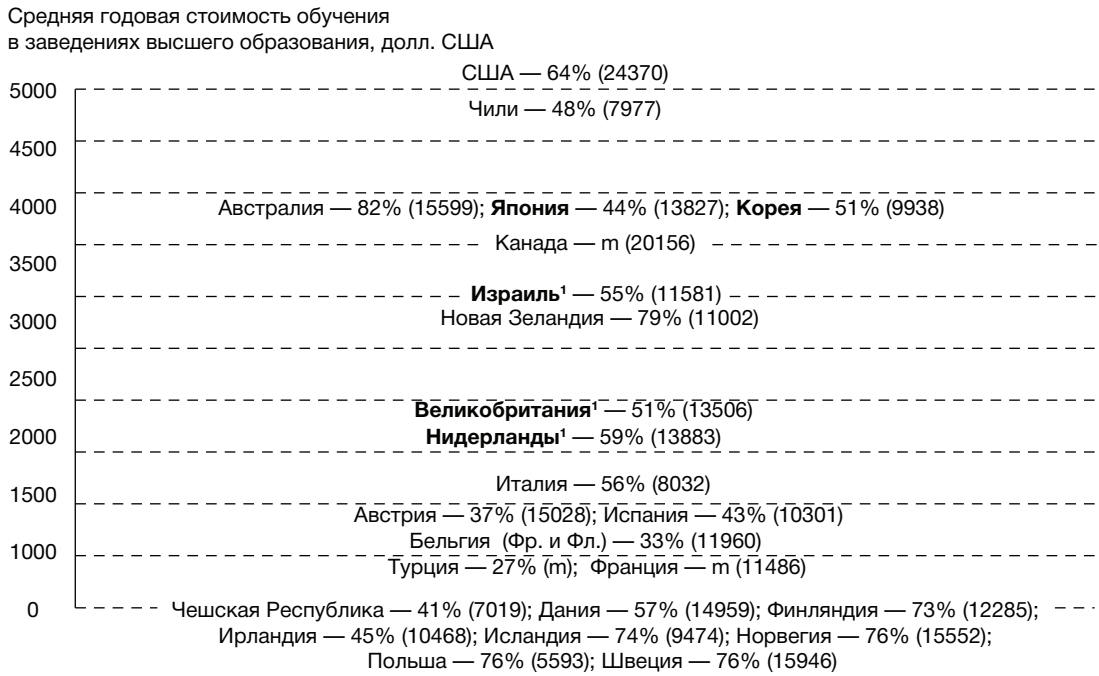 Средняя годовая стоимость обучения
в заведениях высшего образования, долл. США
США — 64% (24370)
5000
Чили — 48% (7977)
4500
4000
Австралия — 82% (15599); Япония — 44% (13827); Корея — 51% (9938)
Канада — m (20156)
3500
Израиль¹ — 55% (11581)
3000
Новая Зеландия — 79% (11002)
2500
Великобритания¹ — 51% (13506)
2000
Нидерланды¹ — 59% (13883)
Италия — 56% (8032)
1500
Австрия — 37% (15028); Испания — 43% (10301)
Бельгия (Фр. и Фл.) — 33% (11960)
1000
Турция — 27% (m); Франция — m (11486)
0
Чешская Республика — 41% (7019); Дания — 57% (14959); Финляндия — 73% (12285);
Ирландия — 45% (10468); Исландия — 74% (9474); Норвегия — 76% (15552);
Польша — 76% (5593); Швеция — 76% (15946)